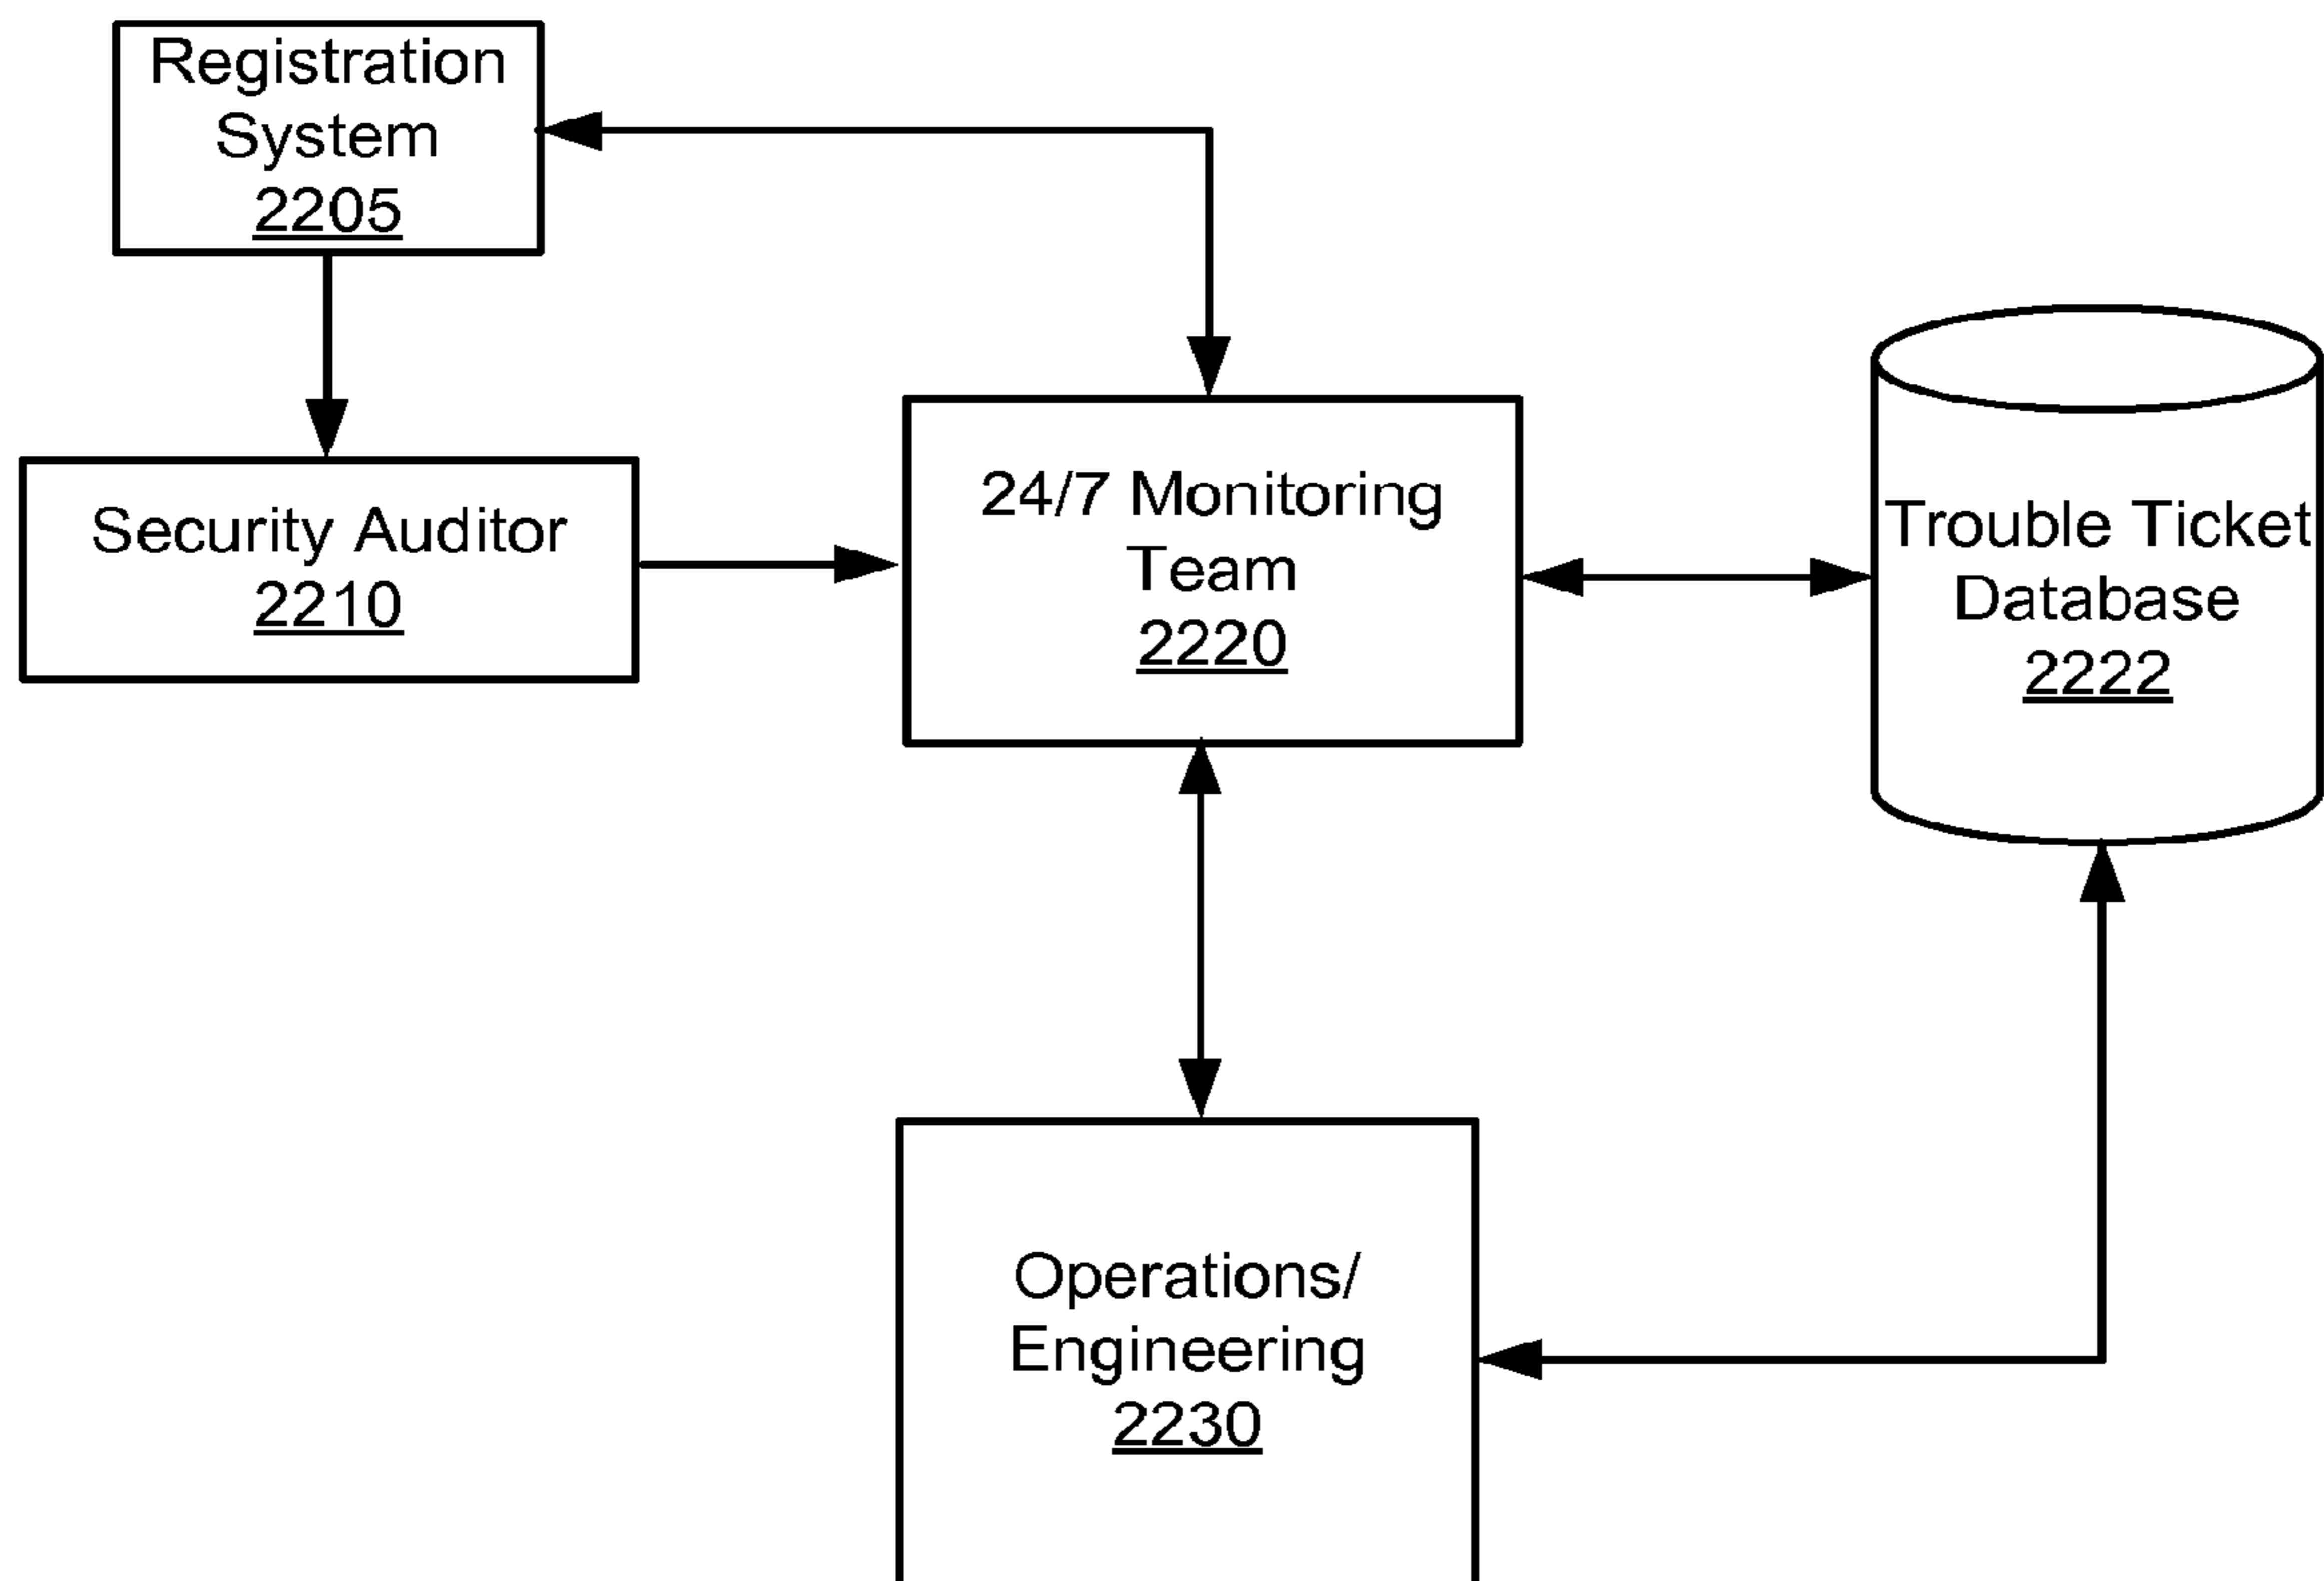 Registration
System
2205
Security Auditor
2210
24/7 Monitoring
Team
2220
Trouble Ticket
Database
2222
Operations/
Engineering
2230